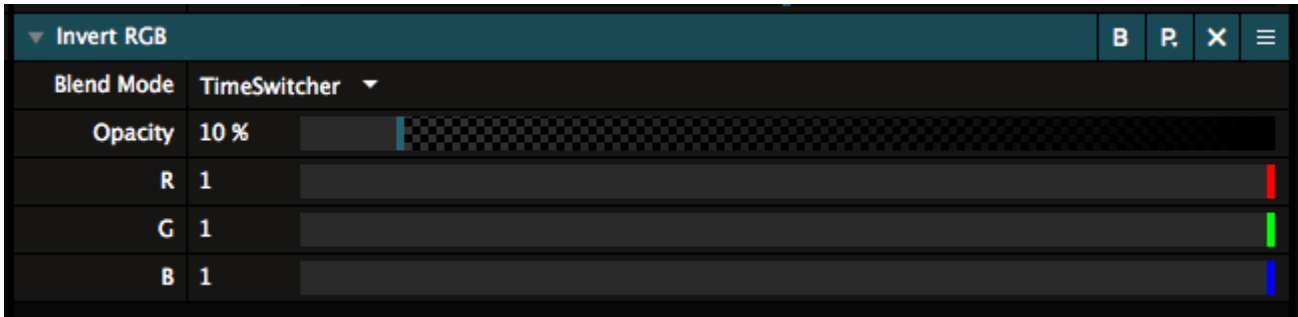 Invert RGB B P. X
Blend Mode TimeSwitcher
Opacity 10 %
R 1
G 1
B 1